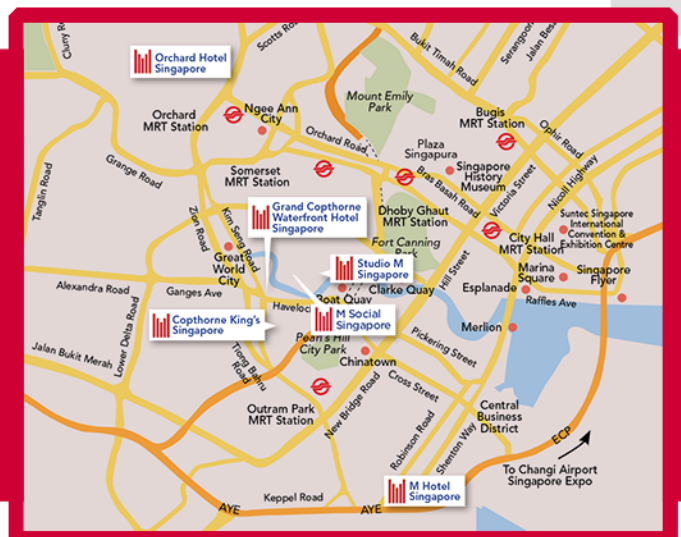 Cluny R
Scotts Ro
Bukit Timah Road
Serangoon
Jalan Bes
Orchard Hotel
Singapore
Mount Emily
Park
Orchard
MRT Station
Ngee Ann
City
Bugis
MRT Station
Ophir Road
Orchard Road
Plaza
Singapura
Grange Road
Somerset
MRT Station
Singapore
History
Museum
Bras Basah Road
Victoria Street
Nicoll Highway
Tanglin Road
Zion Road
Kim Seng Road
Grand Copthorne
Waterfront Hotel
Singapore
Dhoby Ghaut
MRT Station
Suntec Singapore
International
Convention &
Exhibition Centre
Fort Canning
Park
Hill Street
City Hall
MRT Station
Great
World
City
Studio M
Singapore
Marina
Square
Singapore
Flyer
Alexandra Road
Ganges Ave
Clarke Quay
Esplanade
Raffles Ave
Boat Quay
Haveloc
M Social
Singapore
Copthorne King's
Singapore
Lower Delta Road
Merlion
Pickering Street
Pearl's Hill
City Park
Jalan Bukit Merah
Tiong Bahru
Road
Chinatown
Cross Street
Outram Park
MRT Station
New Bridge Road
Robinson Road
Shenton Way
Central
Business
District
ECP
To Changi Airport
Singapore Expo
M Hotel
Singapore
Keppel Road
AYE
AYE